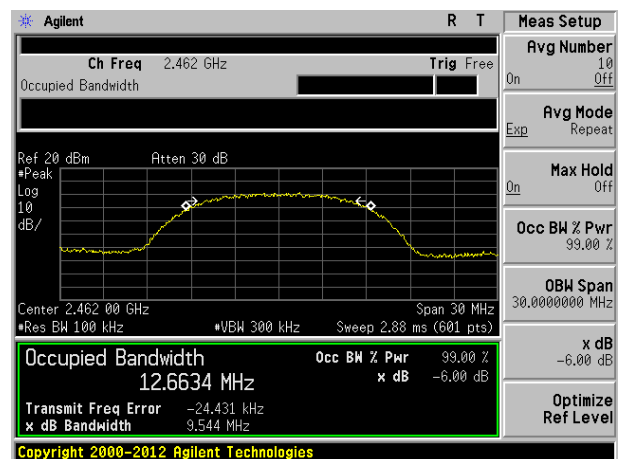 Agilent R T
Ch Freq 2.462 GHz Trig Free
Occupied Bandwidth
Ref 20 dBm Atten 30 dB
#Peak
Log
10
dB/
Center 2.462 00 GHz Span 30 MHz
#Res BW 100 kHz #VBW 300 kHz Sweep 2.88 ms (601 pts)
Occupied Bandwidth Occ BW % Pwr 99.00 %
12.6634 MHz x dB -6.00 dB
Transmit Freq Error -24.431 kHz
x dB Bandwidth 9.544 MHz
Copyright 2000-2012 Agilent Technologies
Meas Setup
Avg Number
10
On Off
Avg Mode
Exp Repeat
Max Hold
On Off
Occ BW % Pwr
99.00 %
OBW Span
30.0000000 MHz
x dB
-6.00 dB
Optimize
Ref Level